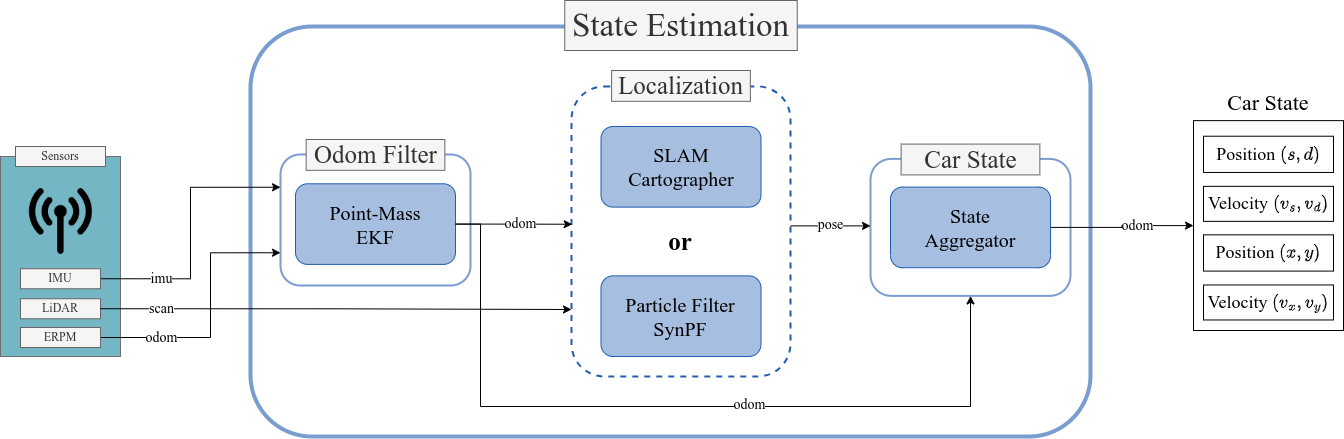 State Estimation
Sensors
IMU
LiDAR
ERPM
imu
scan
odom
Odom Filter
Point-Mass
EKF
odom
odom
Localization
SLAM
Cartographer
or
Particle Filter
SynPF
pose
Car State
State
Aggregator
odom
Car State
Position (s, d)
Velocity (v_s, v_d)
Position (x, y)
Velocity (v_x, v_y)